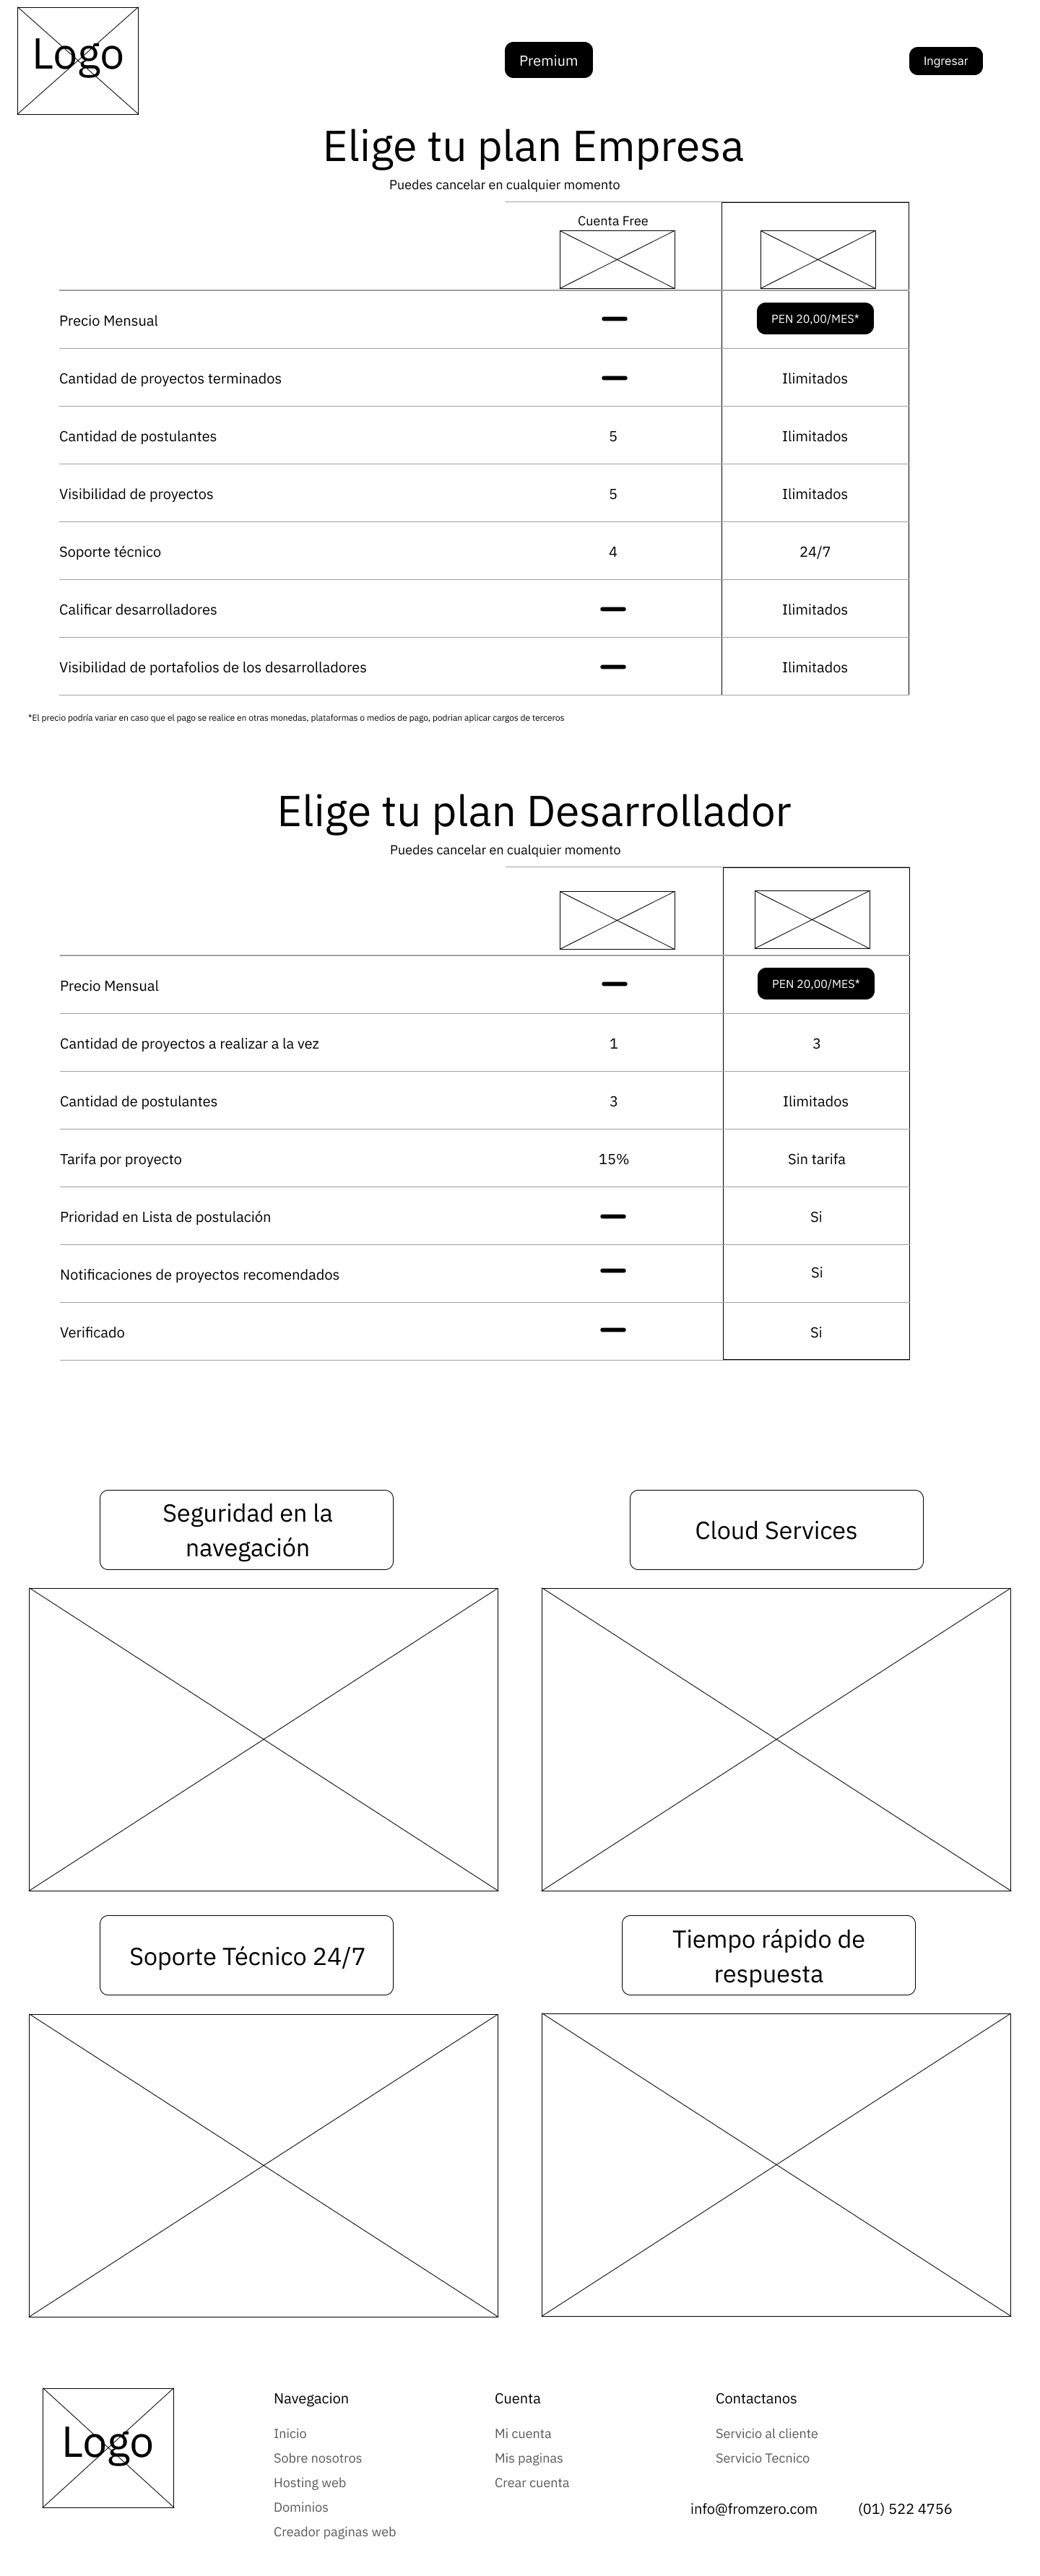 Logo
Premium
Ingresar
Elige tu plan Empresa
Puedes cancelar en cualquier momento
Cuenta Free
Precio Mensual PEN 20,00/MES*
Cantidad de proyectos terminados Ilimitados
Cantidad de postulantes 5 Ilimitados
Visibilidad de proyectos 5 Ilimitados
Soporte técnico 4 24/7
Calificar desarrolladores Ilimitados
Visibilidad de portafolios de los desarrolladores Ilimitados
*El precio podría variar en caso que el pago se realice en otras monedas, plataformas o medios de pago, podrian aplicar cargos de terceros
Elige tu plan Desarrollador
Puedes cancelar en cualquier momento
Precio Mensual PEN 20,00/MES*
Cantidad de proyectos a realizar a la vez 1 3
Cantidad de postulantes 3 Ilimitados
Tarifa por proyecto 15% Sin tarifa
Prioridad en Lista de postulación Si
Notificaciones de proyectos recomendados Si
Verificado Si
Seguridad en la
navegación
Cloud Services
Soporte Técnico 24/7
Tiempo rápido de
respuesta
Logo
Navegacion
Inicio
Sobre nosotros
Hosting web
Dominios
Creador paginas web
Cuenta
Mi cuenta
Mis paginas
Crear cuenta
Contactanos
Servicio al cliente
Servicio Tecnico
info@fromzero.com (01) 522 4756